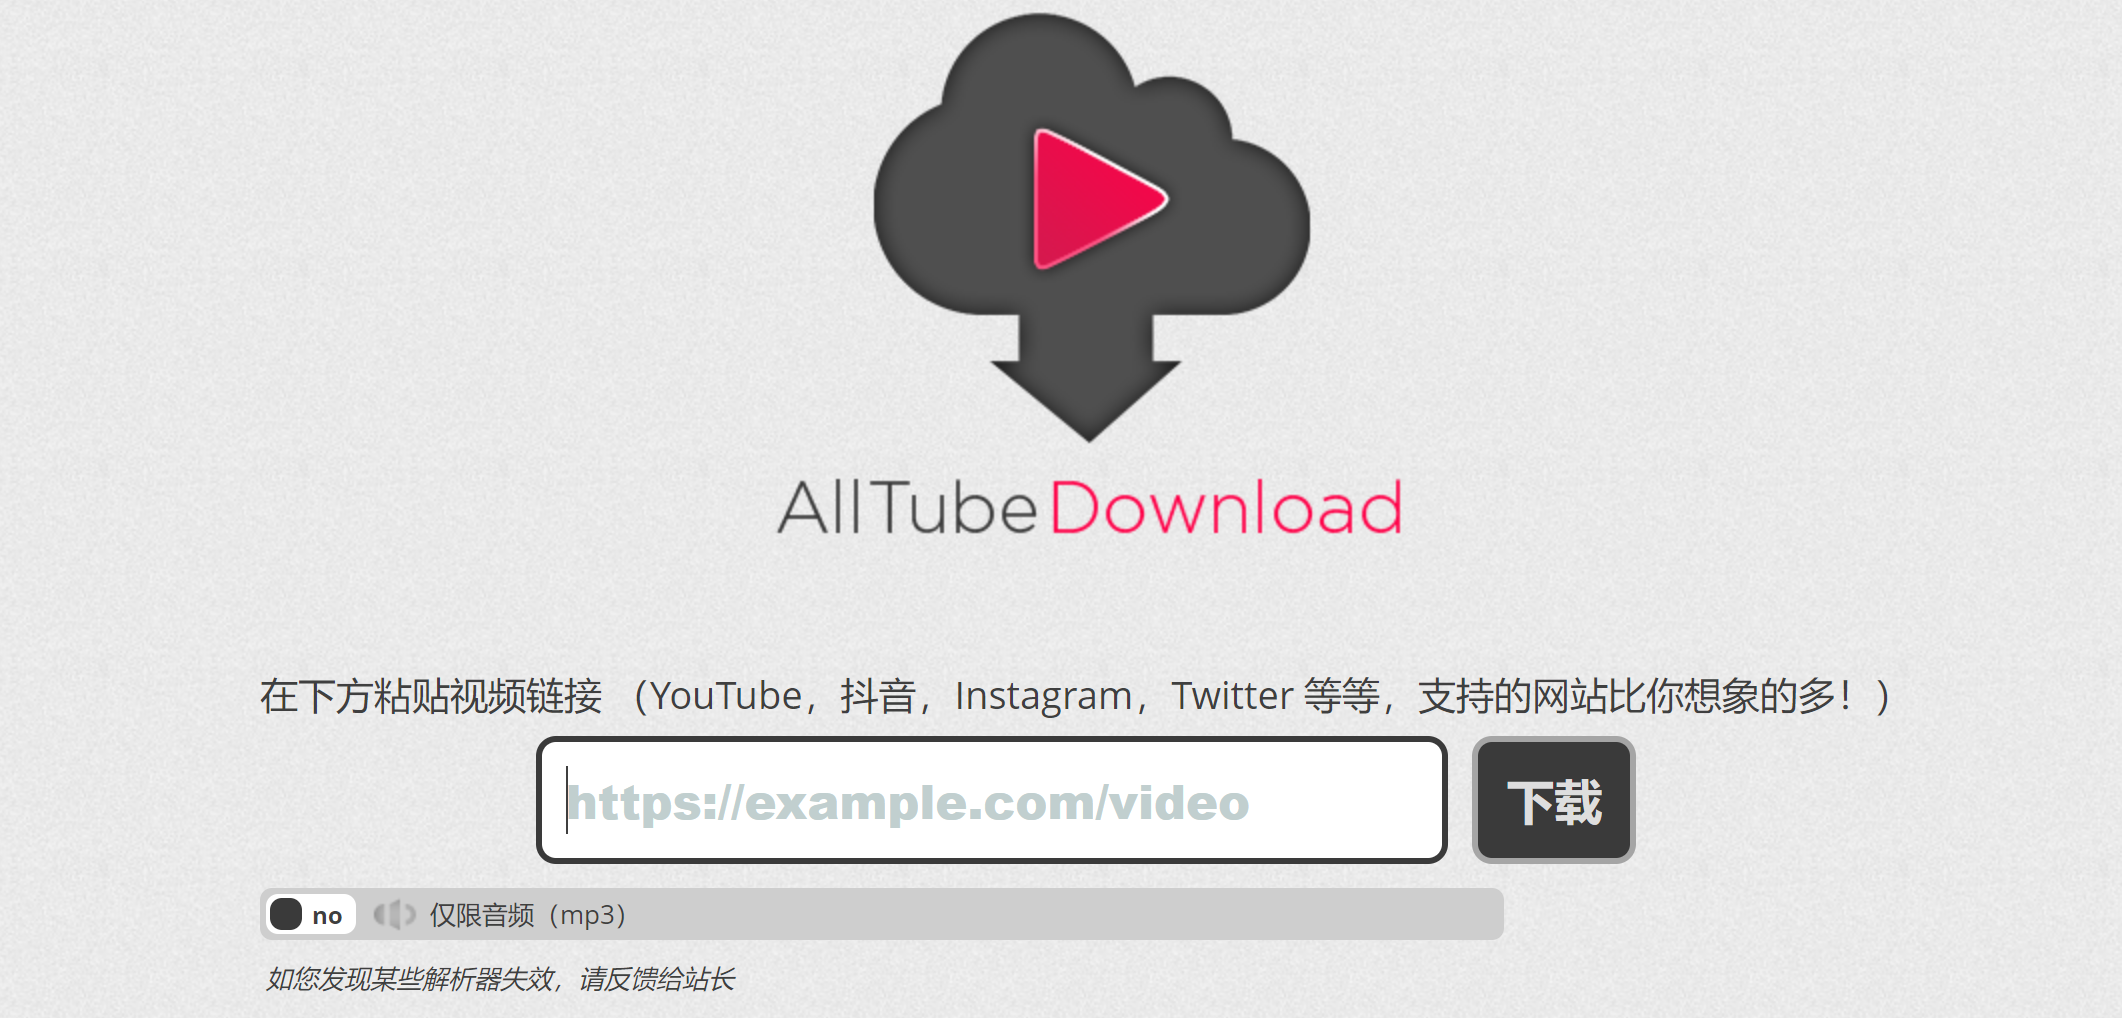 AllTube Download
在下方粘贴视频链接 （YouTube，抖音，Instagram，Twitter 等等，支持的网站比你想象的多！）
https://example.com/video
下载
no 仅限音频（mp3）
如您发现某些解析器失效，请反馈给站长